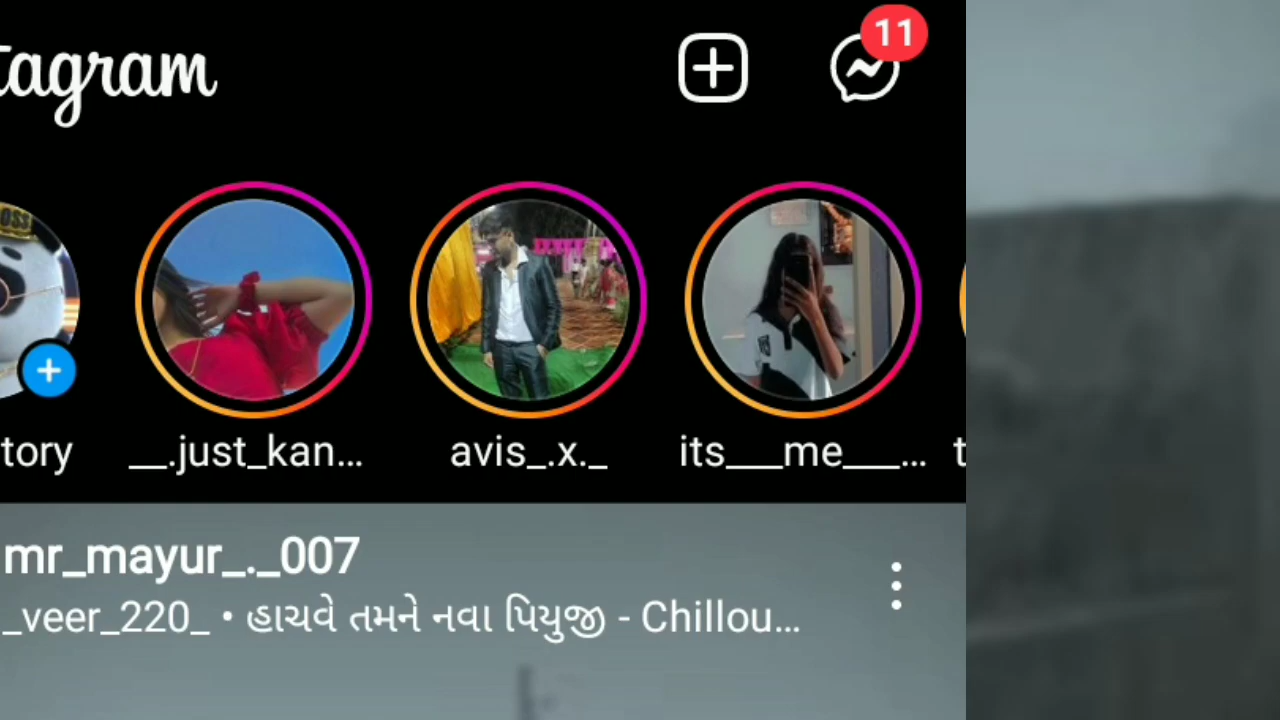 tagram
11
tory
__.just_kan...
avis_.x._
its___me___...
t
mr_mayur_._007
_veer_220_ • હાચવે તમને નવા પિયુજી - Chillou...